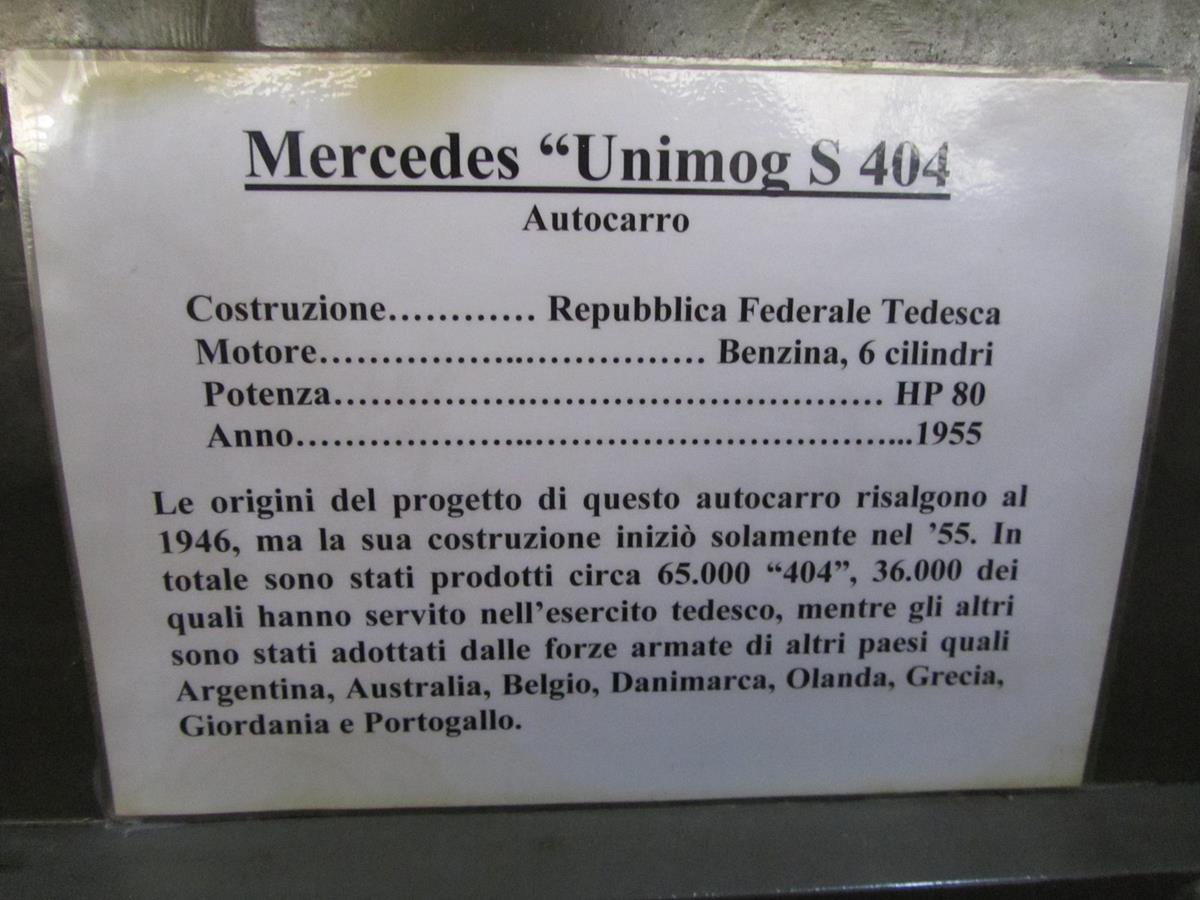 Mercedes “Unimog S 404
Autocarro
Costruzione………… Repubblica Federale Tedesca
Motore……………..…………… Benzina, 6 cilindri
Potenza……………..……………………………… HP 80
Anno………………..………………………………...1955
Le origini del progetto di questo autocarro risalgono al
1946, ma la sua costruzione iniziò solamente nel ’55. In
totale sono stati prodotti circa 65.000 “404”, 36.000 dei
quali hanno servito nell’esercito tedesco, mentre gli altri
sono stati adottati dalle forze armate di altri paesi quali
Argentina, Australia, Belgio, Danimarca, Olanda, Grecia,
Giordania e Portogallo.